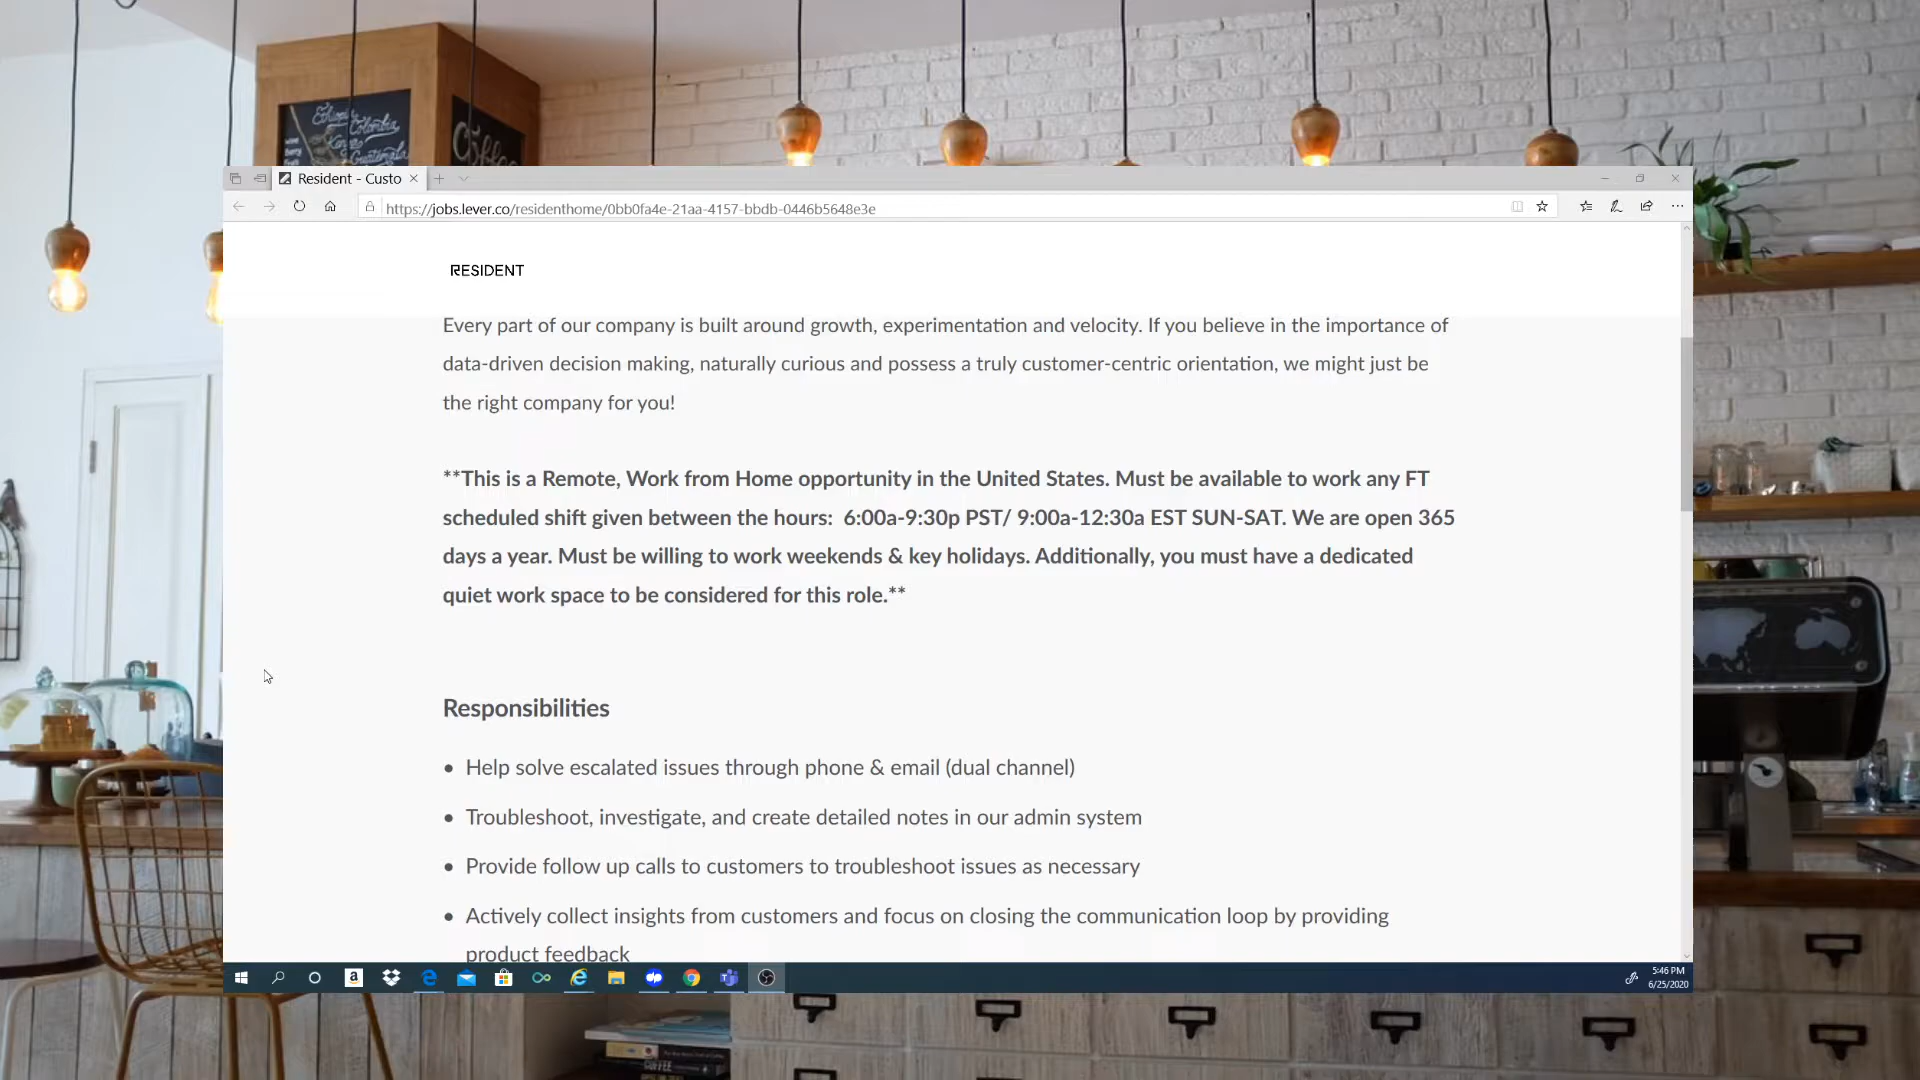 Ethiopia
Colombia
Kenya
Guatemala
Coffee
Resident - Custo
https://jobs.lever.co/residenthome/0bb0fa4e-21aa-4157-bbdb-0446b5648e3e
RESIDENT
Every part of our company is built around growth, experimentation and velocity. If you believe in the importance of
data-driven decision making, naturally curious and possess a truly customer-centric orientation, we might just be
the right company for you!
**This is a Remote, Work from Home opportunity in the United States. Must be available to work any FT
scheduled shift given between the hours:  6:00a-9:30p PST/ 9:00a-12:30a EST SUN-SAT. We are open 365
days a year. Must be willing to work weekends & key holidays. Additionally, you must have a dedicated
quiet work space to be considered for this role.**
Responsibilities
• Help solve escalated issues through phone & email (dual channel)
• Troubleshoot, investigate, and create detailed notes in our admin system
• Provide follow up calls to customers to troubleshoot issues as necessary
• Actively collect insights from customers and focus on closing the communication loop by providing
product feedback
5:46 PM
6/25/2020
COFFEE